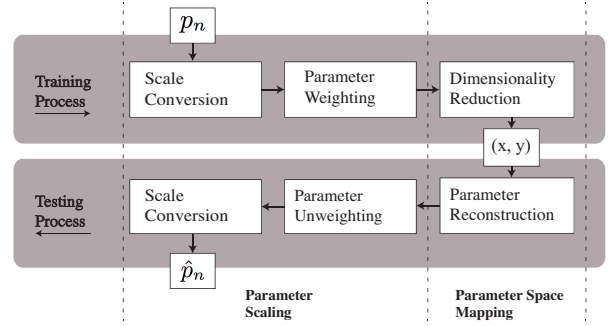 p_n
Training
Process
Scale
Conversion
Parameter
Weighting
Dimensionality
Reduction
(x, y)
Testing
Process
Scale
Conversion
Parameter
Unweighting
Parameter
Reconstruction
p̂_n
Parameter
Scaling
Parameter Space
Mapping